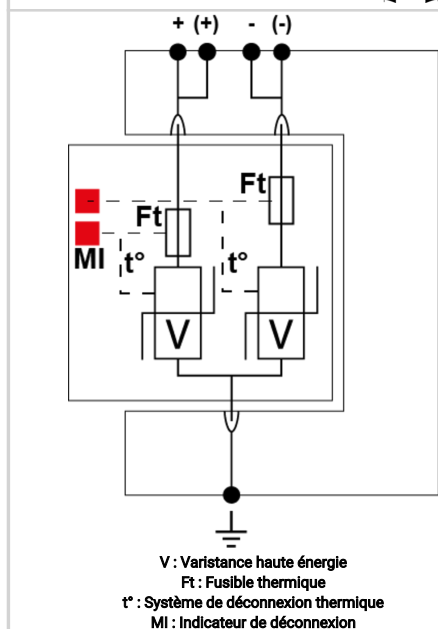 + (+) - (-)
Ft
Ft
MI t° t°
V V
V : Varistance haute énergie
Ft : Fusible thermique
t° : Système de déconnexion thermique
MI : Indicateur de déconnexion